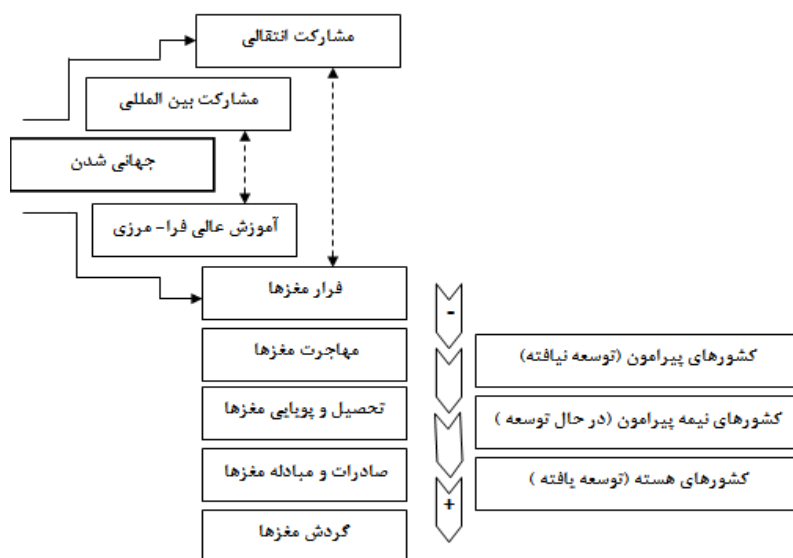 مشارکت انتقالی
مشارکت بین المللی
جهانی شدن
آموزش عالی فرا- مرزی
فرار مغزها
-
مهاجرت مغزها
کشورهای پیرامون (توسعه نیافته)
تحصیل و پویایی مغزها
کشورهای نیمه پیرامون (در حال توسعه )
صادرات و مبادله مغزها
کشورهای هسته (توسعه یافته )
+
گردش مغزها